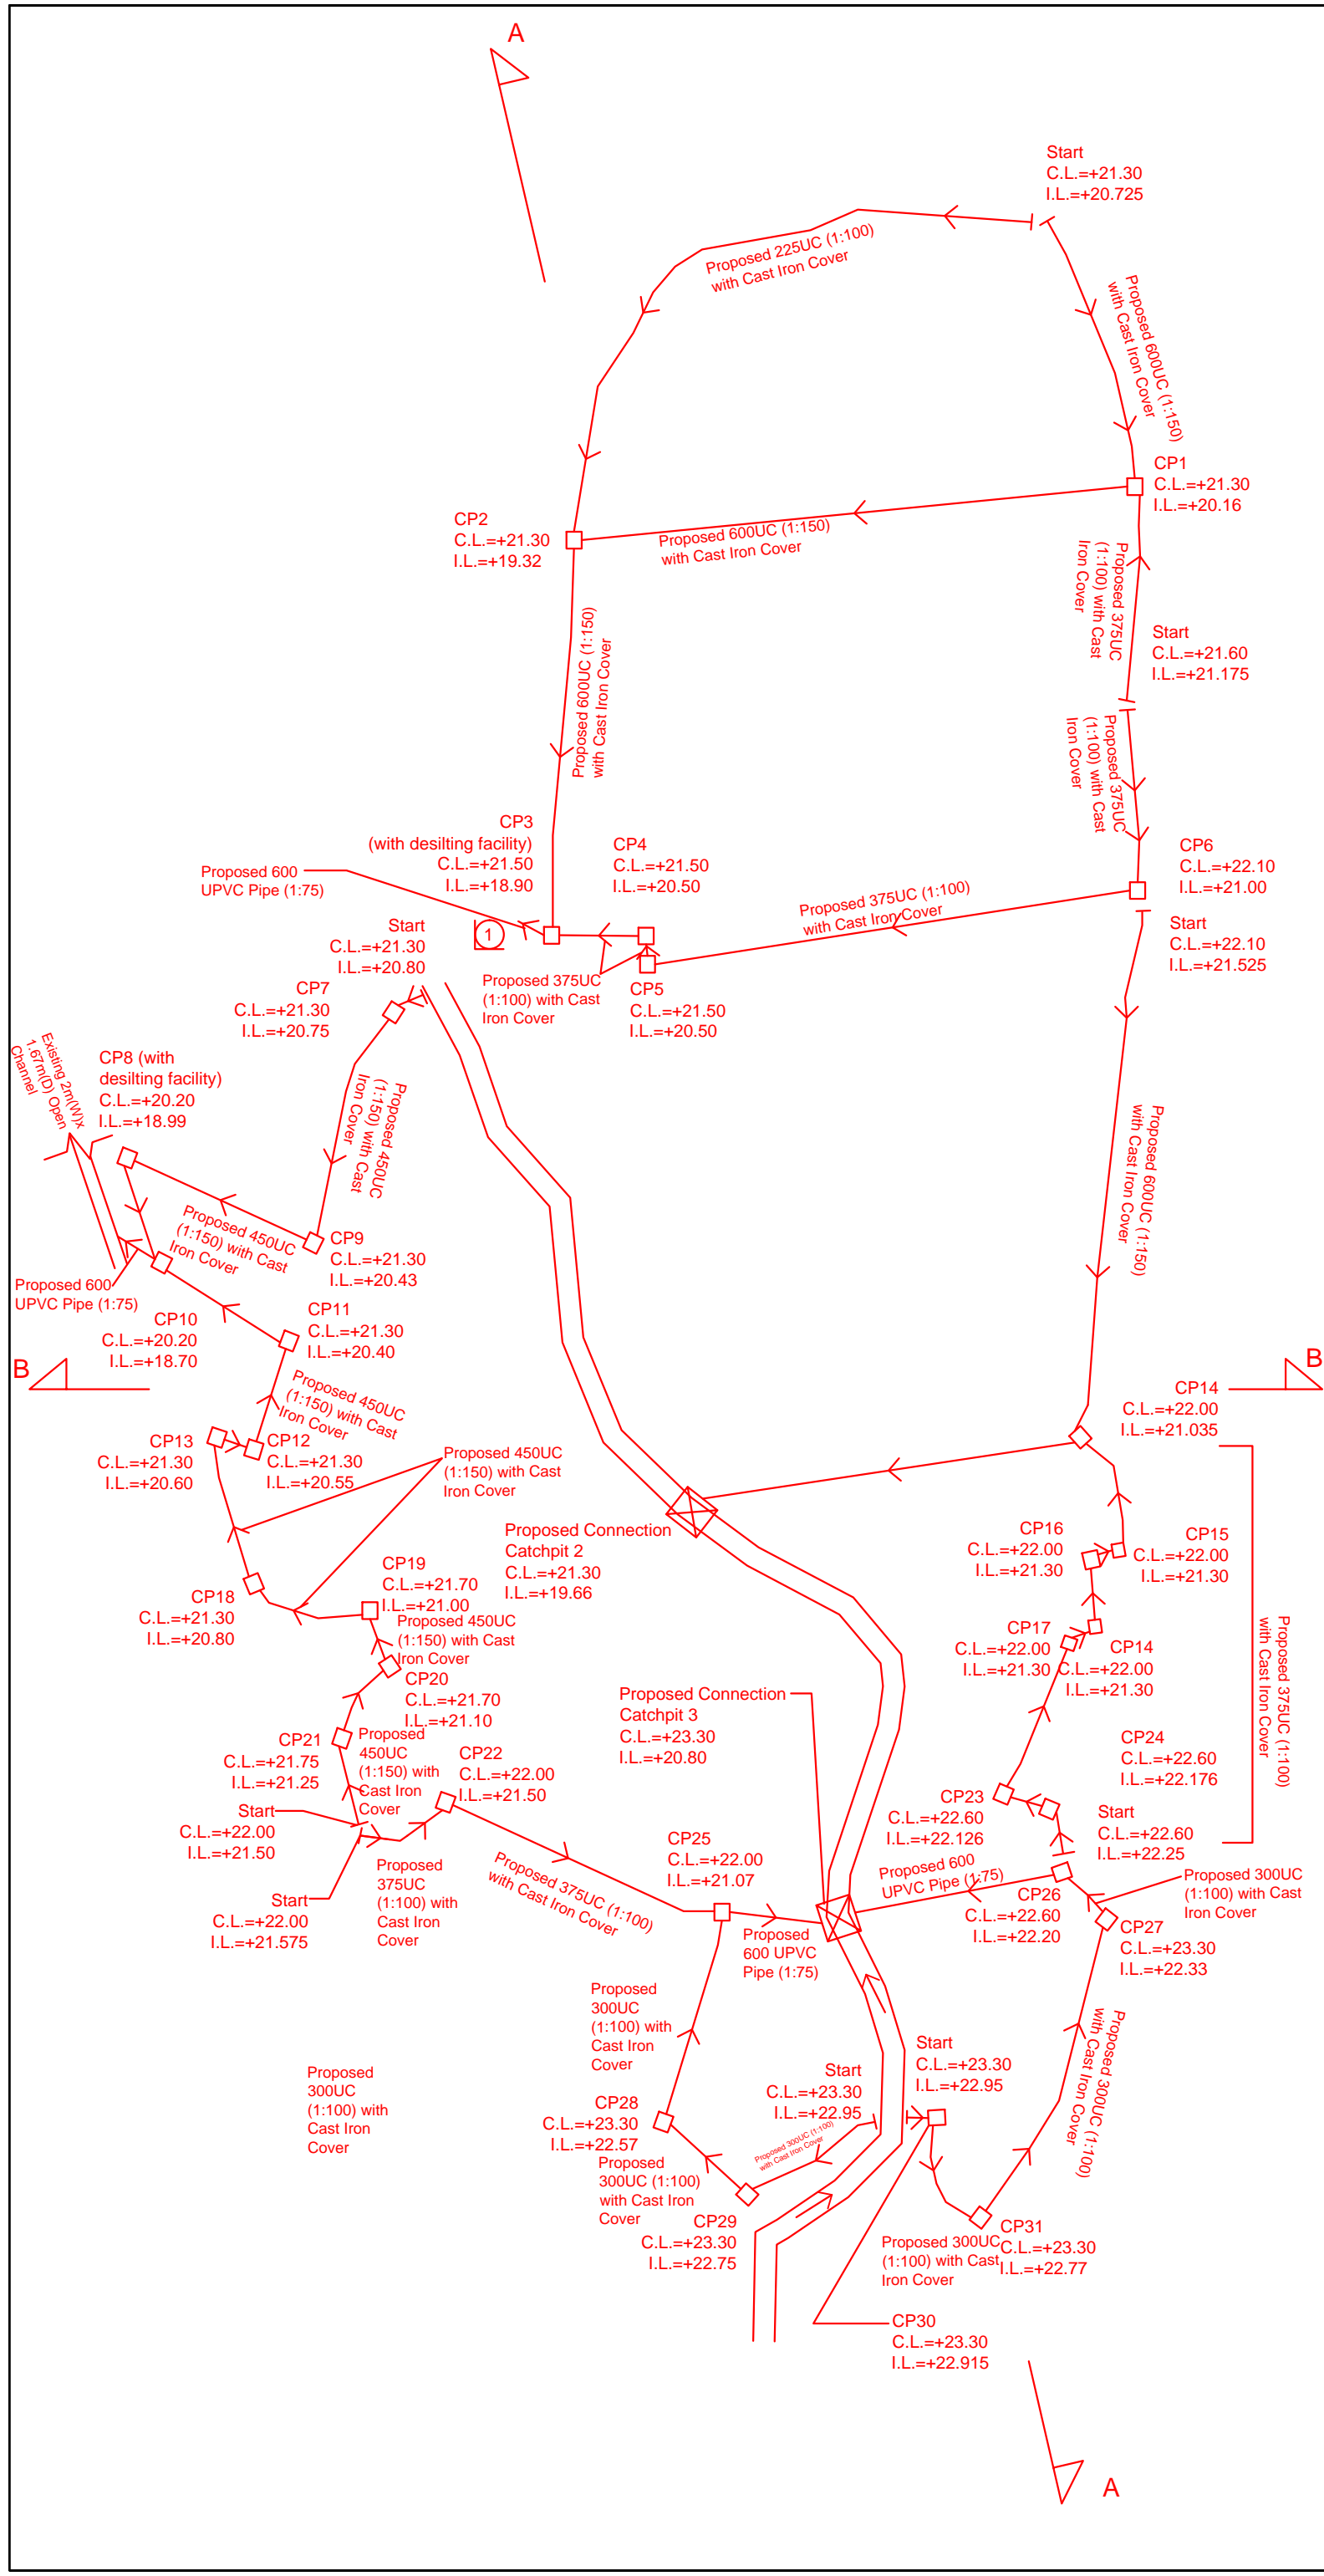 A
Start
C.L.=+21.30
I.L.=+20.725
Proposed 225UC (1:100)
with Cast Iron Cover
Proposed 600UC (1:150)
with Cast Iron Cover
CP1
C.L.=+21.30
I.L.=+20.16
CP2
C.L.=+21.30
I.L.=+19.32
Proposed 600UC (1:150)
with Cast Iron Cover
Proposed 375UC
(1:100) with Cast
Iron Cover
Proposed 600UC (1:150)
with Cast Iron Cover
Start
C.L.=+21.60
I.L.=+21.175
Proposed 375UC
(1:100) with Cast
Iron Cover
CP3
(with desilting facility)
C.L.=+21.50
I.L.=+18.90
CP4
C.L.=+21.50
I.L.=+20.50
CP6
C.L.=+22.10
I.L.=+21.00
Proposed 600
UPVC Pipe (1:75)
Proposed 375UC (1:100)
with Cast Iron Cover
Start
C.L.=+21.30
I.L.=+20.80
1
Start
C.L.=+22.10
I.L.=+21.525
Proposed 375UC
(1:100) with Cast
Iron Cover
CP5
C.L.=+21.50
I.L.=+20.50
CP7
C.L.=+21.30
I.L.=+20.75
Existing 2m(W)x
1.67m(D) Open
Channel
CP8 (with
desilting facility)
C.L.=+20.20
I.L.=+18.99
Proposed 450UC
(1:150) with Cast
Iron Cover
Proposed 600UC (1:150)
with Cast Iron Cover
Proposed 450UC
(1:150) with Cast
Iron Cover
CP9
C.L.=+21.30
I.L.=+20.43
Proposed 600
UPVC Pipe (1:75)
CP10
C.L.=+20.20
I.L.=+18.70
CP11
C.L.=+21.30
I.L.=+20.40
B
B
Proposed 450UC
(1:150) with Cast
Iron Cover
CP14
C.L.=+22.00
I.L.=+21.035
CP13
C.L.=+21.30
I.L.=+20.60
CP12
C.L.=+21.30
I.L.=+20.55
Proposed 450UC
(1:150) with Cast
Iron Cover
Proposed Connection
Catchpit 2
C.L.=+21.30
I.L.=+19.66
CP16
C.L.=+22.00
I.L.=+21.30
CP15
C.L.=+22.00
I.L.=+21.30
CP19
C.L.=+21.70
I.L.=+21.00
CP18
C.L.=+21.30
I.L.=+20.80
Proposed 450UC
(1:150) with Cast
Iron Cover
CP17
C.L.=+22.00
I.L.=+21.30
CP14
C.L.=+22.00
I.L.=+21.30
Proposed 375UC (1:100)
with Cast Iron Cover
CP20
C.L.=+21.70
I.L.=+21.10
Proposed Connection
Catchpit 3
C.L.=+23.30
I.L.=+20.80
CP21
C.L.=+21.75
I.L.=+21.25
Proposed
450UC
(1:150) with
Cast Iron
Cover
CP22
C.L.=+22.00
I.L.=+21.50
CP24
C.L.=+22.60
I.L.=+22.176
CP23
C.L.=+22.60
I.L.=+22.126
Start
C.L.=+22.00
I.L.=+21.50
Start
C.L.=+22.60
I.L.=+22.25
CP25
C.L.=+22.00
I.L.=+21.07
Proposed 375UC (1:100)
with Cast Iron Cover
Proposed
375UC
(1:100) with
Cast Iron
Cover
Start
C.L.=+22.00
I.L.=+21.575
Proposed 600
UPVC Pipe (1:75)
CP26
C.L.=+22.60
I.L.=+22.20
Proposed 300UC
(1:100) with Cast
Iron Cover
CP27
C.L.=+23.30
I.L.=+22.33
Proposed
600 UPVC
Pipe (1:75)
Proposed
300UC
(1:100) with
Cast Iron
Cover
Proposed 300UC (1:100)
with Cast Iron Cover
Proposed
300UC
(1:100) with
Cast Iron
Cover
Start
C.L.=+23.30
I.L.=+22.95
Start
C.L.=+23.30
I.L.=+22.95
CP28
C.L.=+23.30
I.L.=+22.57
Proposed 300UC (1:100)
with Cast Iron Cover
Proposed
300UC (1:100)
with Cast Iron
Cover
CP29
C.L.=+23.30
I.L.=+22.75
CP31
C.L.=+23.30
I.L.=+22.77
Proposed 300UC
(1:100) with Cast
Iron Cover
CP30
C.L.=+23.30
I.L.=+22.915
A